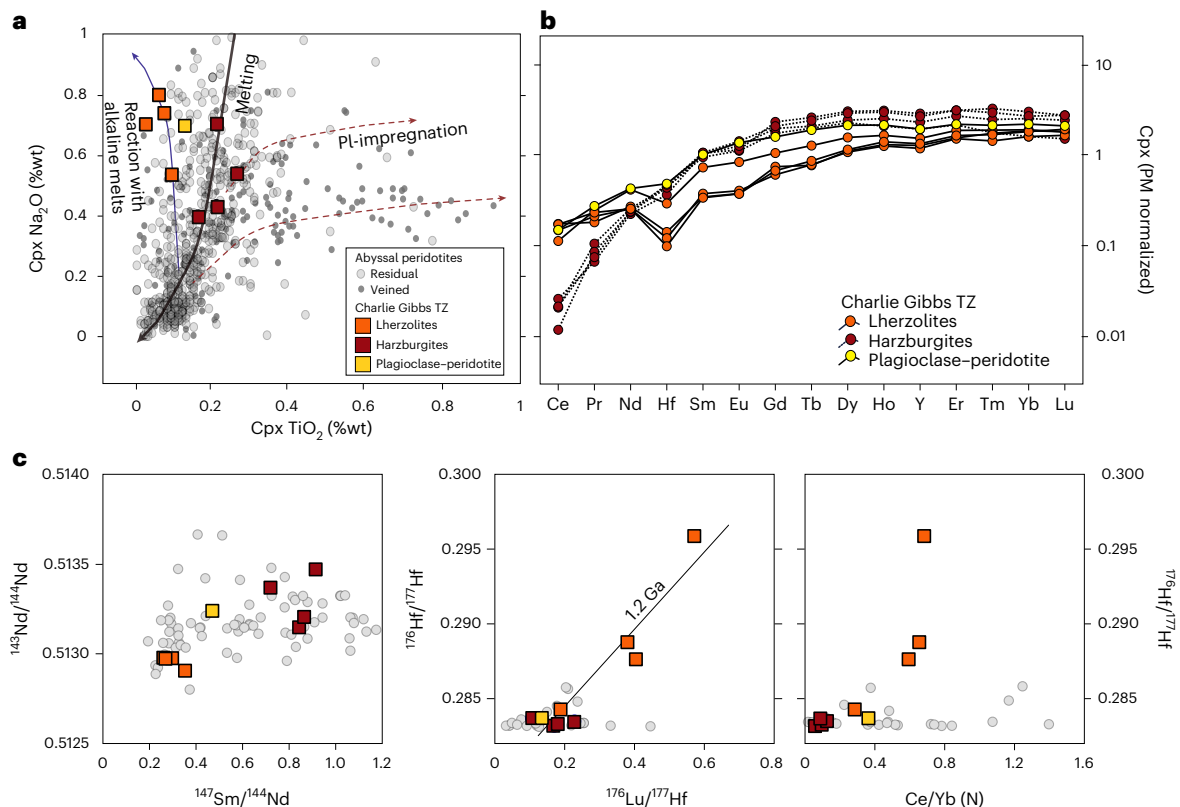 a
1
0.8
0.6
0.4
0.2
0
Cpx Na2O (%wt)
Reaction with
alkaline melts
Melting
Pl-impregnation
Abyssal peridotites
Residual
Veined
Charlie Gibbs TZ
Lherzolites
Harzburgites
Plagioclase–peridotite
0 0.2 0.4 0.6 0.8 1
Cpx TiO2 (%wt)
b
10
1
0.1
0.01
Cpx (PM normalized)
Charlie Gibbs TZ
Lherzolites
Harzburgites
Plagioclase–peridotite
Ce Pr Nd Hf Sm Eu Gd Tb Dy Ho Y Er Tm Yb Lu
c
0.5140
0.5135
0.5130
0.5125
143Nd/144Nd
0.2 0.4 0.6 0.8 1.0 1.2
147Sm/144Nd
0.300
0.295
0.290
0.285
176Hf/177Hf
1.2 Ga
0 0.2 0.4 0.6 0.8
176Lu/177Hf
0.300
0.295
0.290
0.285
176Hf/177Hf
0 0.4 0.8 1.2 1.6
Ce/Yb (N)